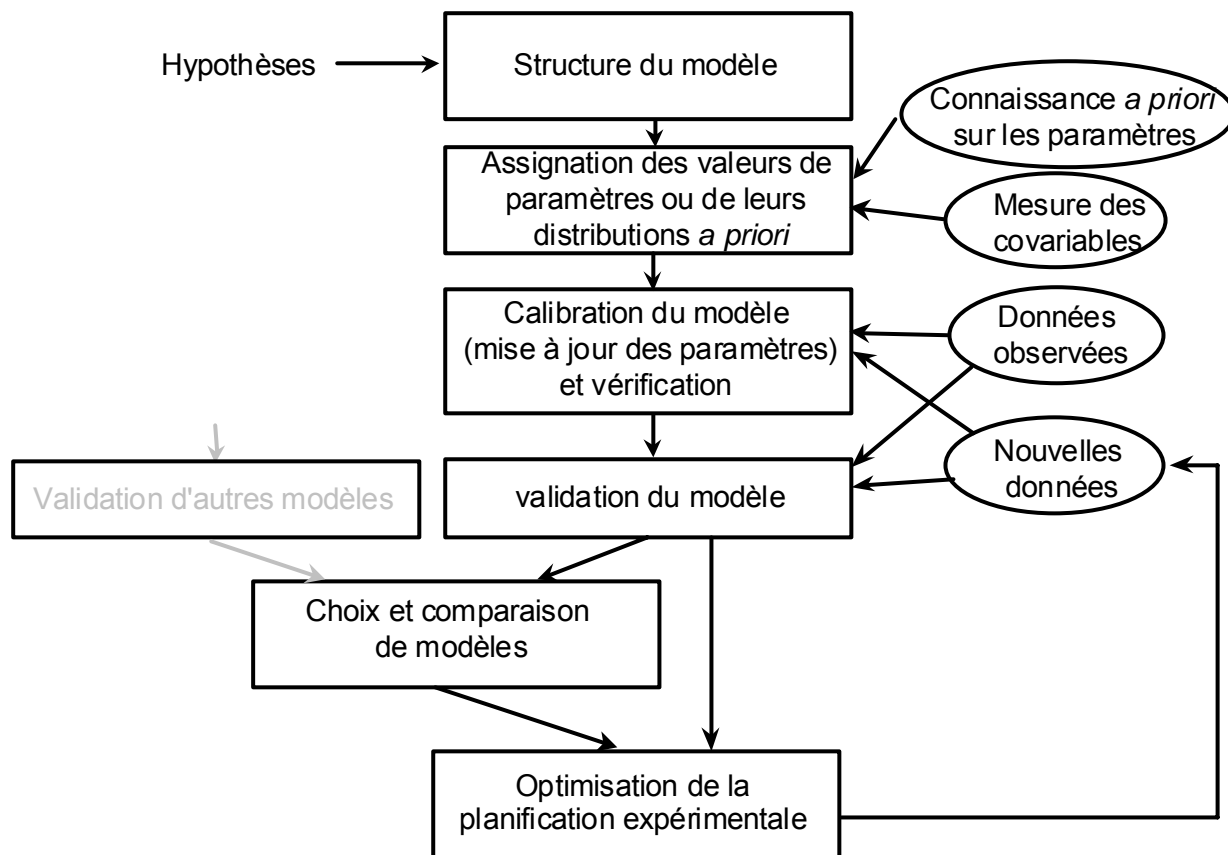 Hypothèses
Structure du modèle
Connaissance a priori
sur les paramètres
Assignation des valeurs de
paramètres ou de leurs
distributions a priori
Mesure des
covariables
Calibration du modèle
(mise à jour des paramètres)
et vérification
Données
observées
Nouvelles
données
Validation d'autres modèles
validation du modèle
Choix et comparaison
de modèles
Optimisation de la
planification expérimentale